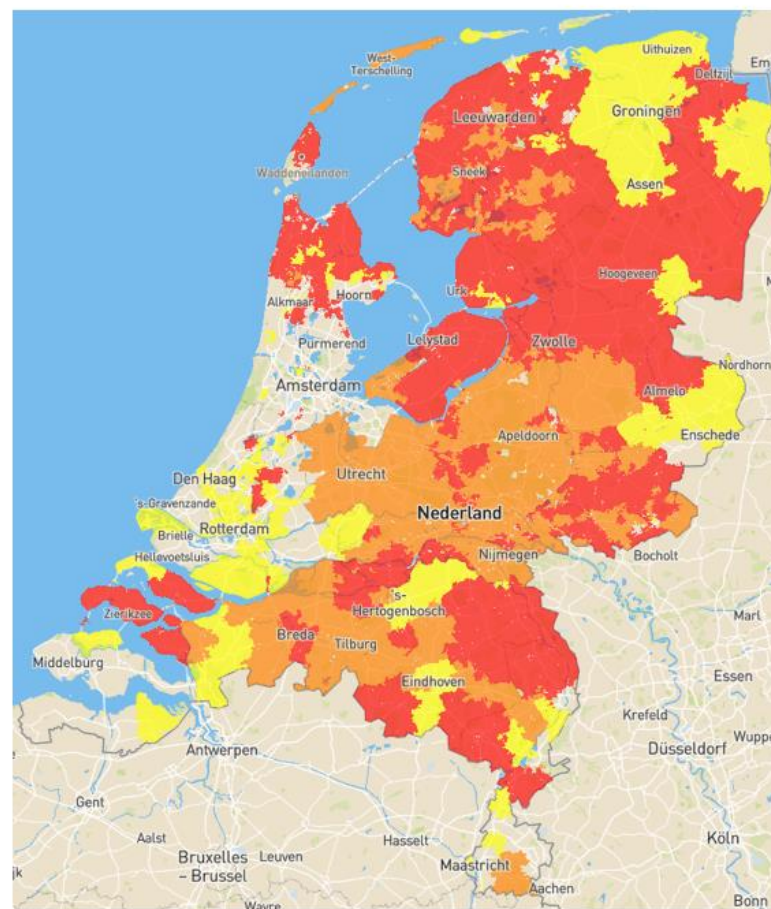 Uithuizen
Em
West-
Terschelling
Delfzijl
Groningen
Leeuwarden
Waddeneilanden
Sneek
Assen
Hoogeveen
Urk
Alkmaar
Hoorn
Lelystad
Zwolle
Purmerend
Nordhorn
Amsterdam
Almelo
Apeldoorn
Enschede
Utrecht
Den Haag
's-Gravenzande
Nederland
Rotterdam
Brielle
Hellevoetsluis
Nijmegen
Bocholt
's-
Hertogenbosch
Zierikzee
Breda
Tilburg
Marl
Middelburg
Essen
Eindhoven
Krefeld
Wuppe
Antwerpen
Düsseldorf
Gent
Aalst
Hasselt
Köln
Bruxelles
- Brussel
Leuven
Maastricht
Aachen
jk
Wavre
Bonn